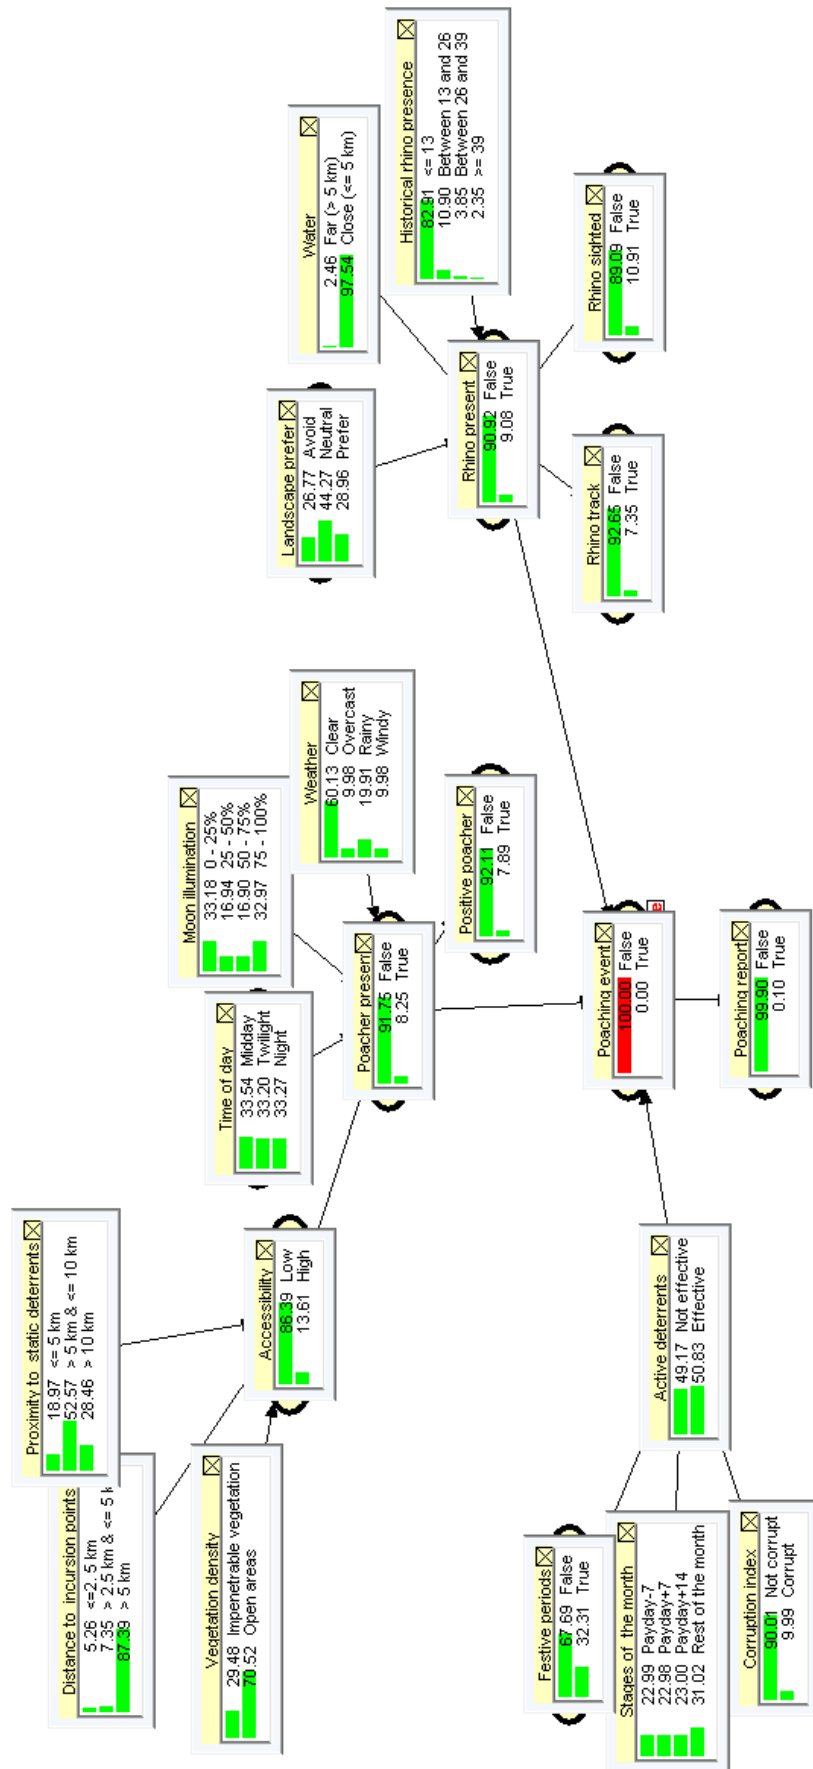 Distance to incursion points
5.26 <=2. 5 km
7.35 > 2.5 km & <= 5 k
87.39 > 5 km
Proximity to static deterrents
18.97 <= 5 km
52.57 > 5 km & <= 10 km
28.46 > 10 km
Vegetation density
29.48 Impenetrable vegetation
70.52 Open areas
Accessibility
86.39 Low
13.61 High
Time of day
33.54 Midday
33.20 Twilight
33.27 Night
Moon illumination
33.18 0 - 25%
16.94 25 - 50%
16.90 50 - 75%
32.97 75 - 100%
Weather
60.13 Clear
9.98 Overcast
19.91 Rainy
9.98 Windy
Poacher present
91.75 False
8.25 True
Positive poacher
92.11 False
7.89 True
Landscape prefer
26.77 Avoid
44.27 Neutral
28.96 Prefer
Water
2.46 Far (> 5 km)
97.54 Close (<= 5 km)
Historical rhino presence
82.91 <= 13
10.90 Between 13 and 26
3.85 Between 26 and 39
2.35 >= 39
Rhino present
90.92 False
9.08 True
Rhino track
92.65 False
7.35 True
Rhino sighted
89.09 False
10.91 True
Festive periods
67.69 False
32.31 True
Stages of the month
22.99 Payday-7
22.98 Payday+7
23.00 Payday+14
31.02 Rest of the month
Corruption index
90.01 Not corrupt
9.99 Corrupt
Active deterrents
49.17 Not effective
50.83 Effective
Poaching event
100.00 False
0.00 True
e
Poaching report
99.90 False
0.10 True